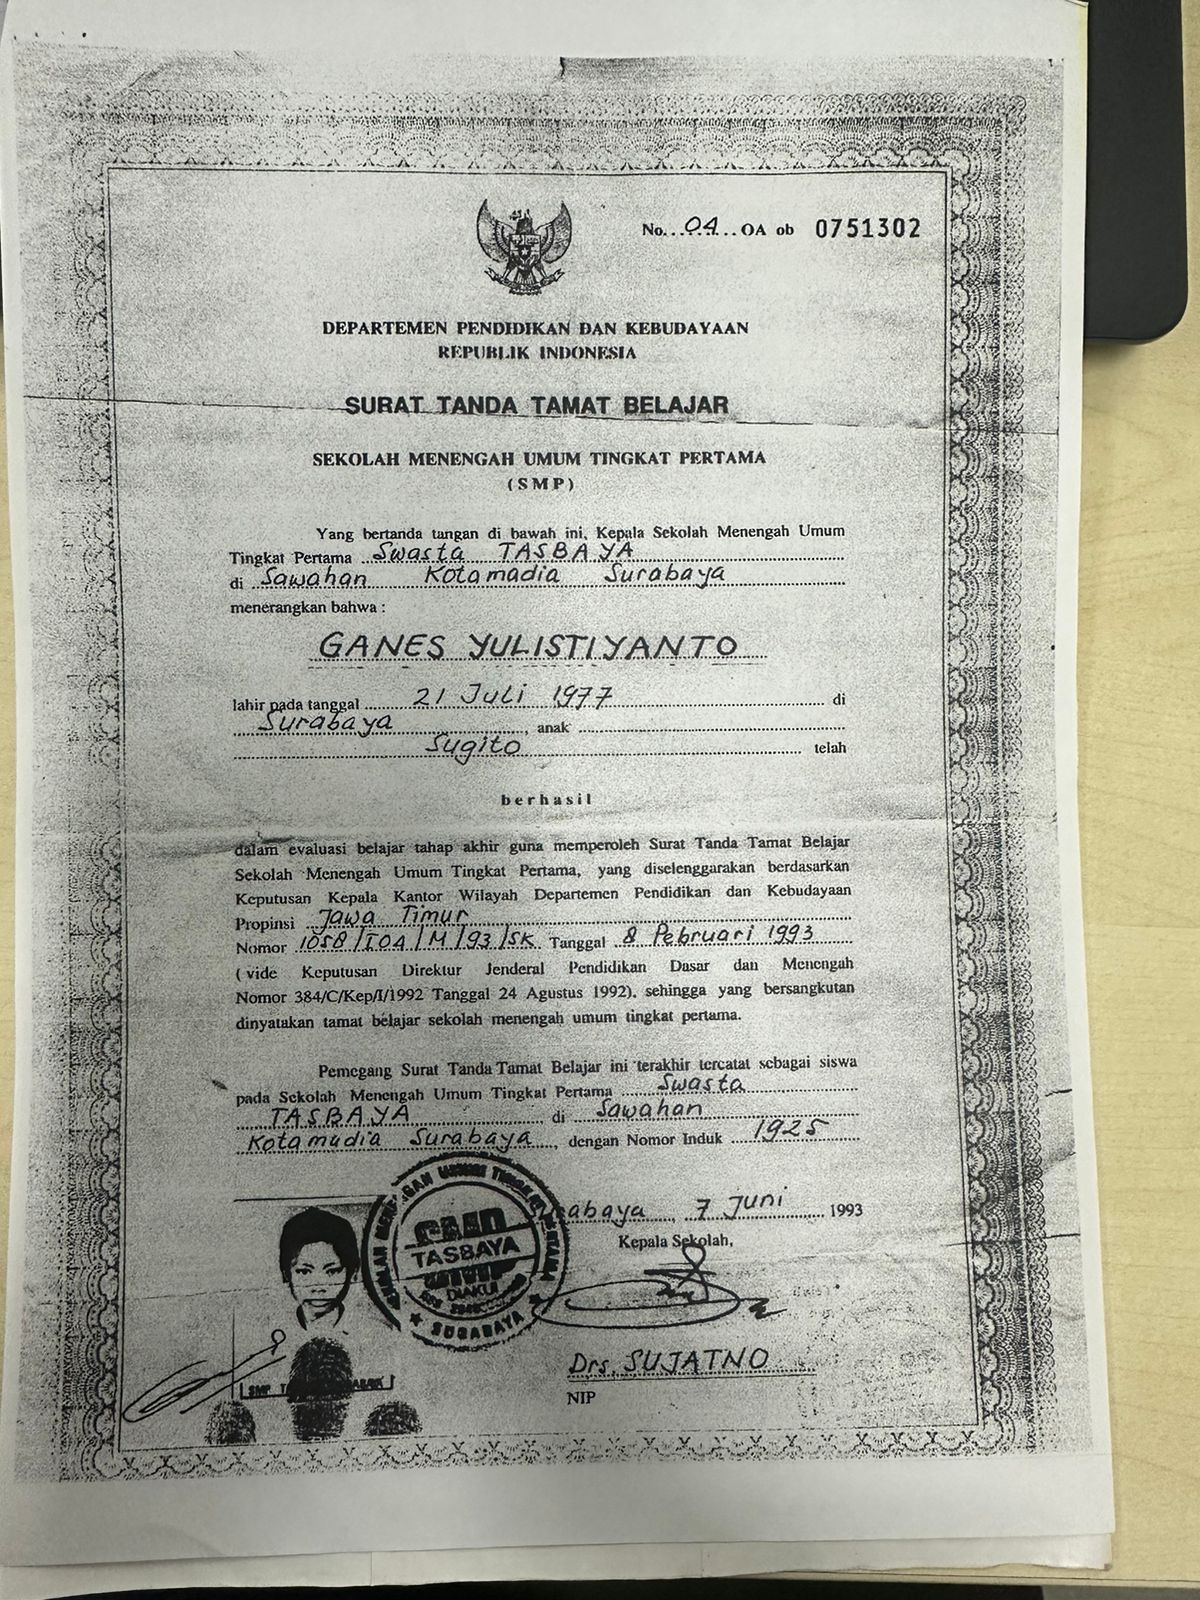 No. 04 OA ob 0751302
DEPARTEMEN PENDIDIKAN DAN KEBUDAYAAN
REPUBLIK INDONESIA
SURAT TANDA TAMAT BELAJAR
SEKOLAH MENENGAH UMUM TINGKAT PERTAMA
(SMP)
Yang bertanda tangan di bawah ini, Kepala Sekolah Menengah Umum
Tingkat Pertama Swasta TASBAYA
di Sawahan Kotamadia Surabaya
menerangkan bahwa :
GANES YULISTIYANTO
lahir pada tanggal 21 Juli 1977 di
Surabaya, anak
Sugito telah
berhasil
dalam evaluasi belajar tahap akhir guna memperoleh Surat Tanda Tamat Belajar
Sekolah Menengah Umum Tingkat Pertama, yang diselenggarakan berdasarkan
Keputusan Kepala Kantor Wilayah Departemen Pendidikan dan Kebudayaan
Propinsi Jawa Timur
Nomor 1058/I04/M/93/SK Tanggal 8 Pebruari 1993
( vide Keputusan Direktur Jenderal Pendidikan Dasar dan Menengah
Nomor 384/C/Kep/I/1992 Tanggal 24 Agustus 1992), sehingga yang bersangkutan
dinyatakan tamat belajar sekolah menengah umum tingkat pertama.
Pemegang Surat Tanda Tamat Belajar ini terakhir tercatat sebagai siswa
pada Sekolah Menengah Umum Tingkat Pertama Swasta
TASBAYA di Sawahan
Kotamadia Surabaya, dengan Nomor Induk 1925
abaya, 7 Juni 1993
Kepala Sekolah,
TASBAYA
DIAKUI
SURABAYA
Drs. SUJATNO
NIP
SMP